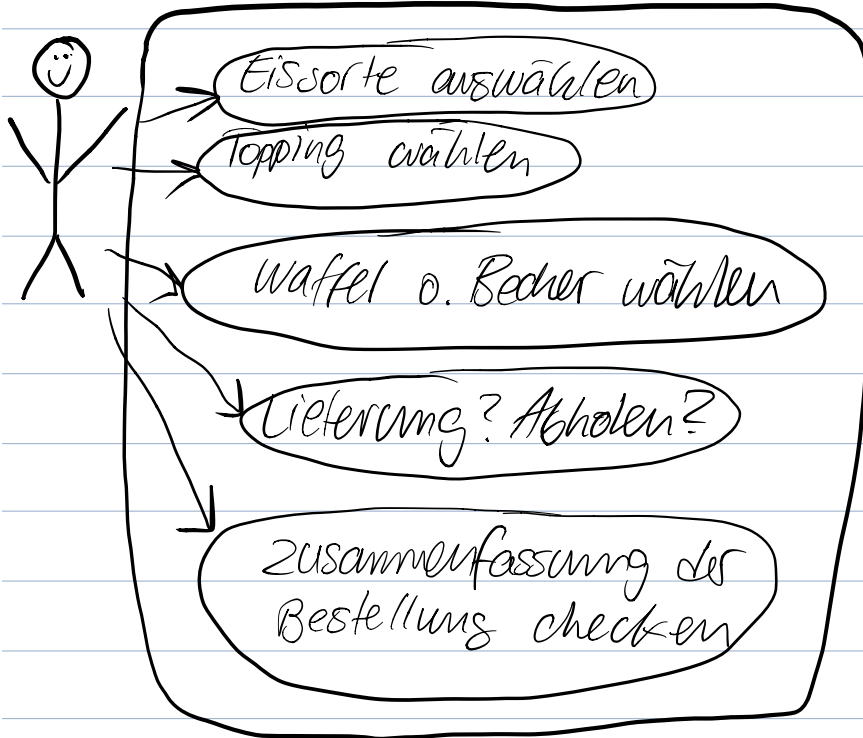 Eissorte auswählen
Topping wählen
Waffel o. Becher wählen
Lieferung? Abholen?
Zusammenfassung der
Bestellung checken